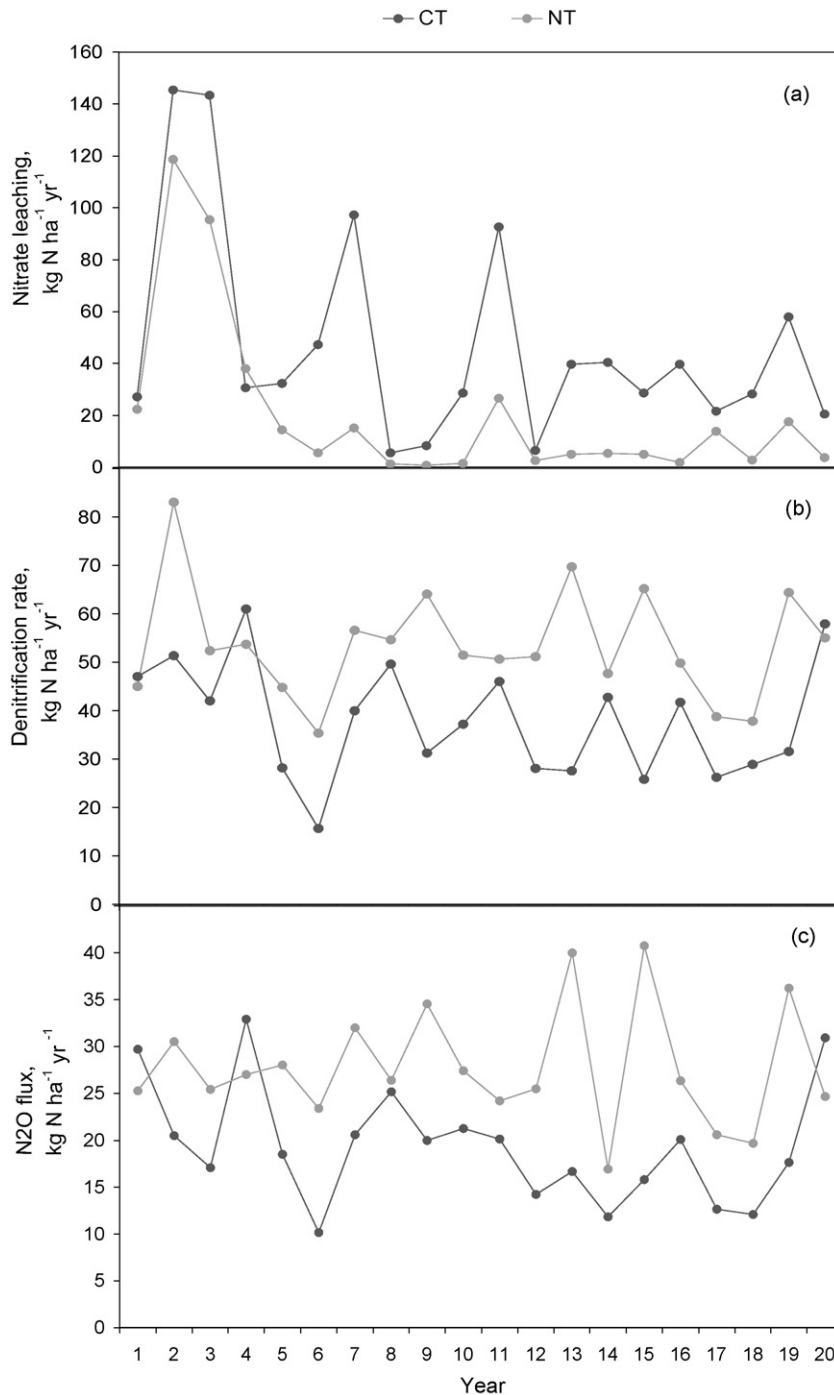 CT NT
(a)
Nitrate leaching,
kg N ha⁻¹ yr⁻¹
160
140
120
100
80
60
40
20
0
(b)
Denitrification rate,
kg N ha⁻¹ yr⁻¹
80
70
60
50
40
30
20
10
0
(c)
N2O flux,
kg N ha⁻¹ yr⁻¹
40
35
30
25
20
15
10
5
0
1 2 3 4 5 6 7 8 9 10 11 12 13 14 15 16 17 18 19 20
Year